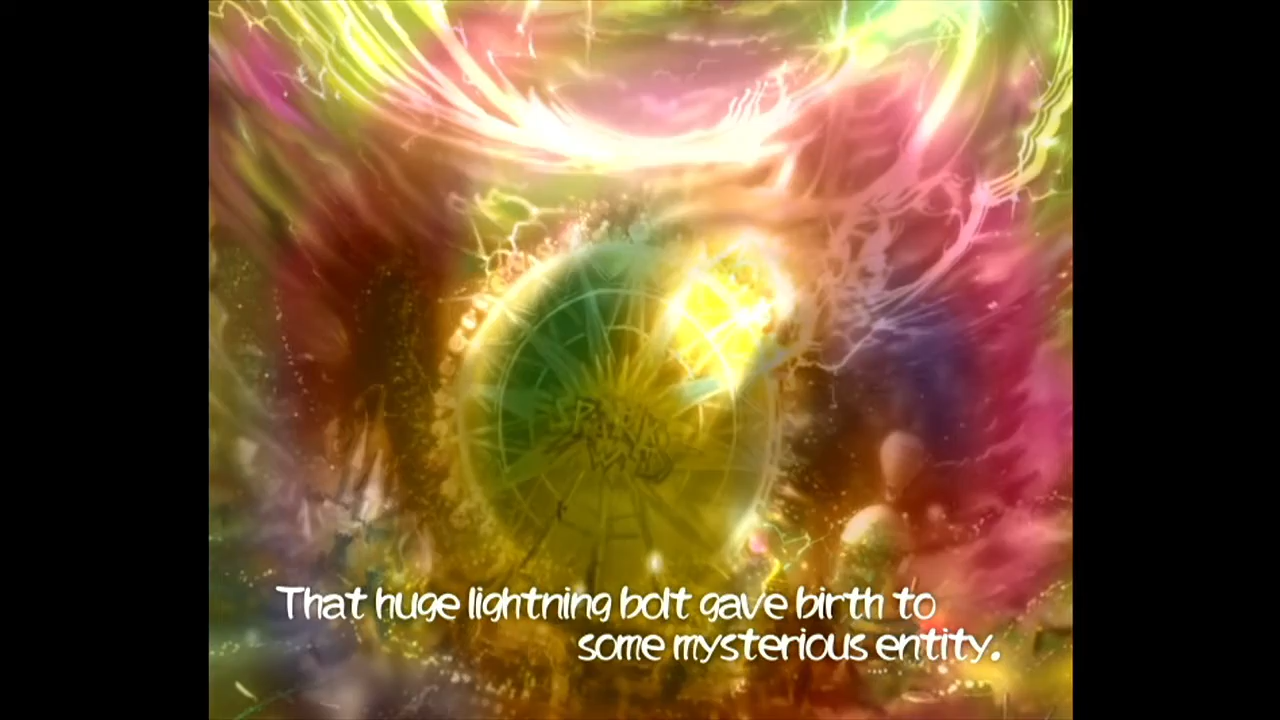 That huge lightning bolt gave birth to
some mysterious entity.